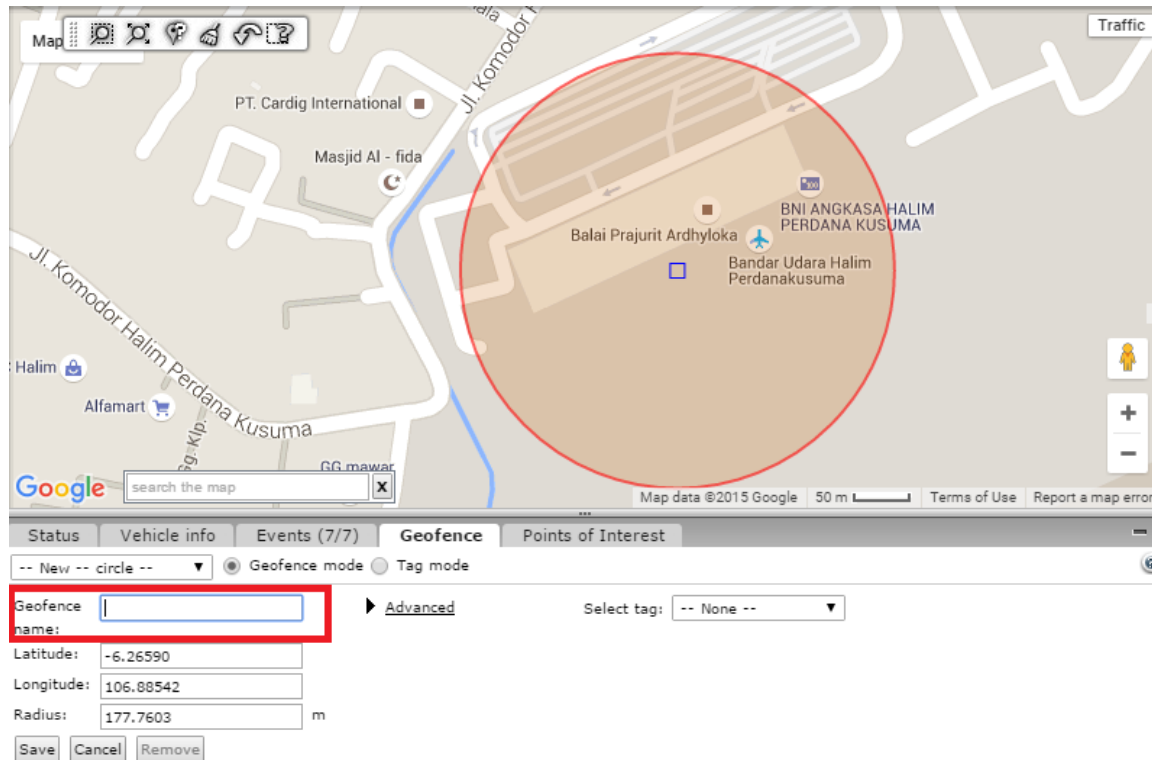 Map
Traffic
ala
Jl. Komodor
PT. Cardig International
Masjid Al - fida
100
BNI ANGKASA HALIM
PERDANA KUSUMA
Balai Prajurit Ardhyloka
Bandar Udara Halim
Perdanakusuma
Jl. Komodor Halim Perdana Kusuma
Halim
Alfamart
Gg. Klp.
GG mawar
Google
search the map
X
Map data ©2015 Google
50 m
Terms of Use
Report a map error
+
−
Status
Vehicle info
Events (7/7)
Geofence
Points of Interest
-- New -- circle --
Geofence mode
Tag mode
Geofence
name:
Advanced
Select tag:
-- None --
Latitude:
-6.26590
Longitude:
106.88542
Radius:
177.7603
m
Save
Cancel
Remove